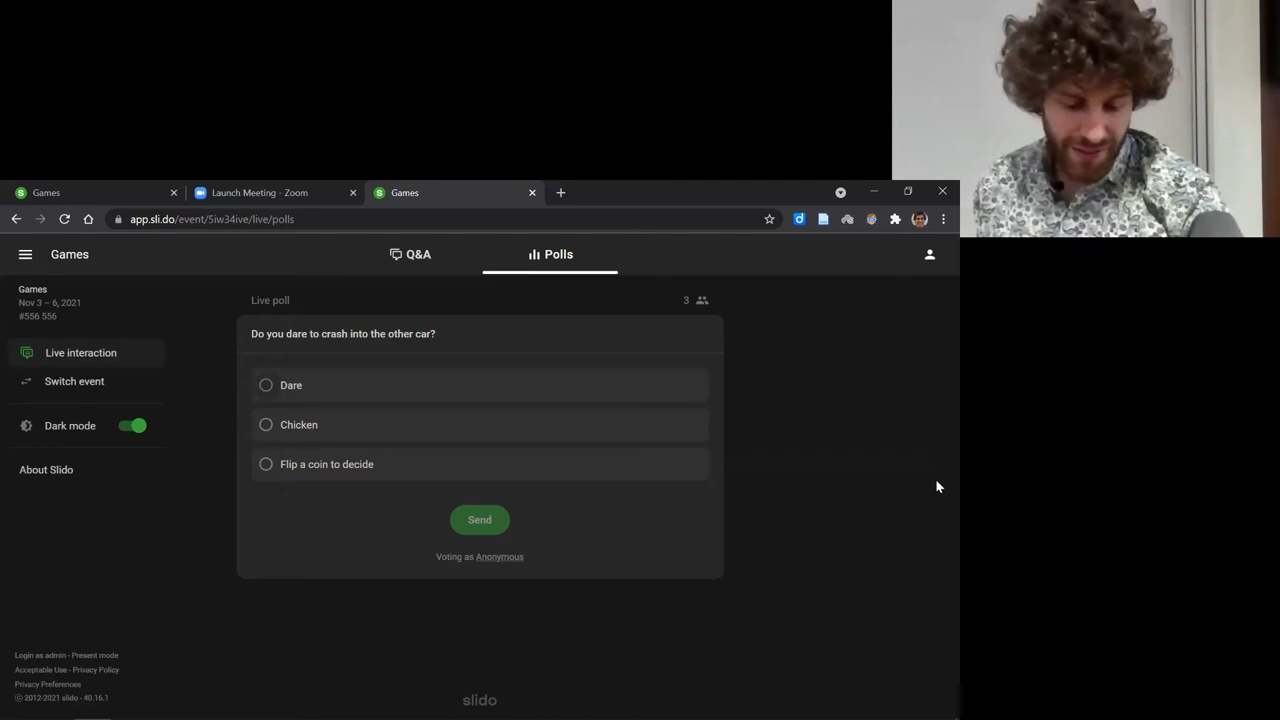 Games
Launch Meeting - Zoom
Games
app.sli.do/event/5iw34ive/live/polls
Games
Q&A
Polls
Games
Nov 3 – 6, 2021
#556 556
Live interaction
Switch event
Dark mode
About Slido
Live poll
3
Do you dare to crash into the other car?
Dare
Chicken
Flip a coin to decide
Send
Voting as Anonymous
Login as admin - Present mode
Acceptable Use - Privacy Policy
Privacy Preferences
© 2012-2021 slido - 40.16.1
slido